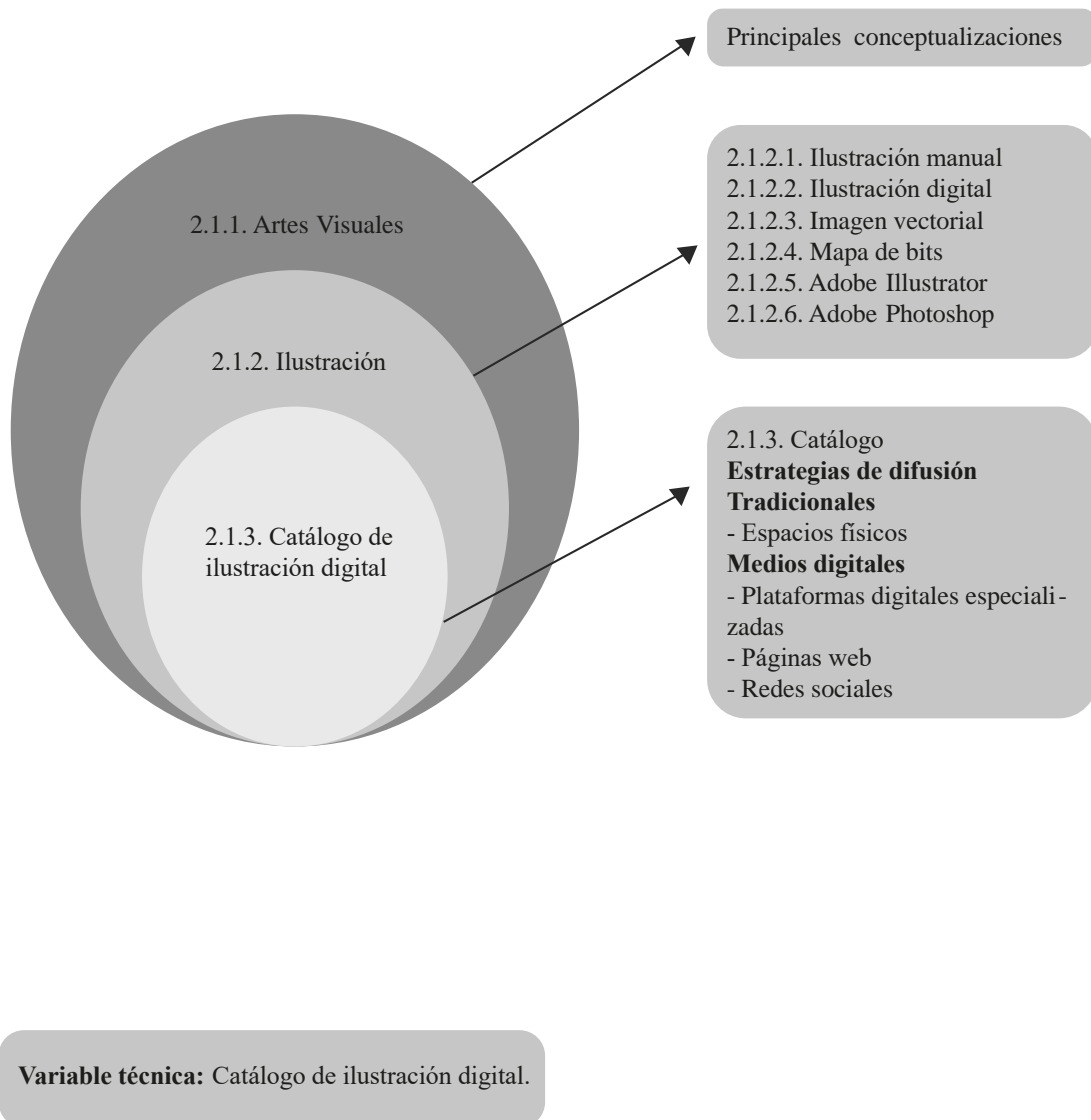 Principales conceptualizaciones
2.1.1. Artes Visuales
2.1.2.1. Ilustración manual
2.1.2.2. Ilustración digital
2.1.2.3. Imagen vectorial
2.1.2.4. Mapa de bits
2.1.2.5. Adobe Illustrator
2.1.2.6. Adobe Photoshop
2.1.2. Ilustración
2.1.3. Catálogo de
ilustración digital
2.1.3. Catálogo
Estrategias de difusión
Tradicionales
- Espacios físicos
Medios digitales
- Plataformas digitales especiali-
zadas
- Páginas web
- Redes sociales
Variable técnica: Catálogo de ilustración digital.